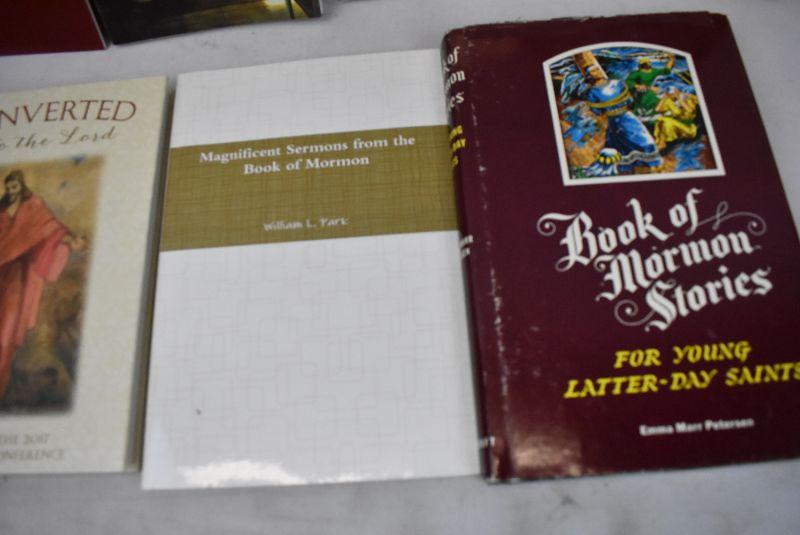 NVERTED
to the Lord
THE 2017
ONFERENCE
Magnificent Sermons from the
Book of Mormon
William L. Park
Book of
Mormon
Stories
FOR YOUNG
LATTER-DAY SAINTS
Emma Marr Petersen